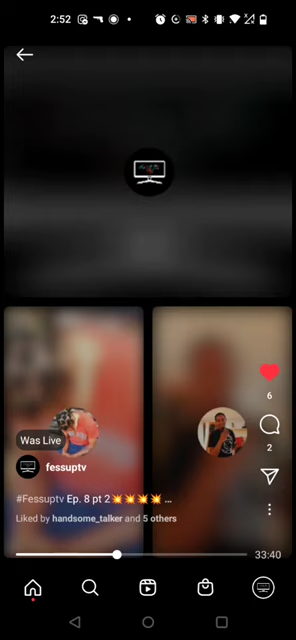 2:52
Was Live
fessuptv
6
2
#Fessuptv Ep. 8 pt 2💥💥💥💥 ...
Liked by handsome_talker and 5 others
33:40